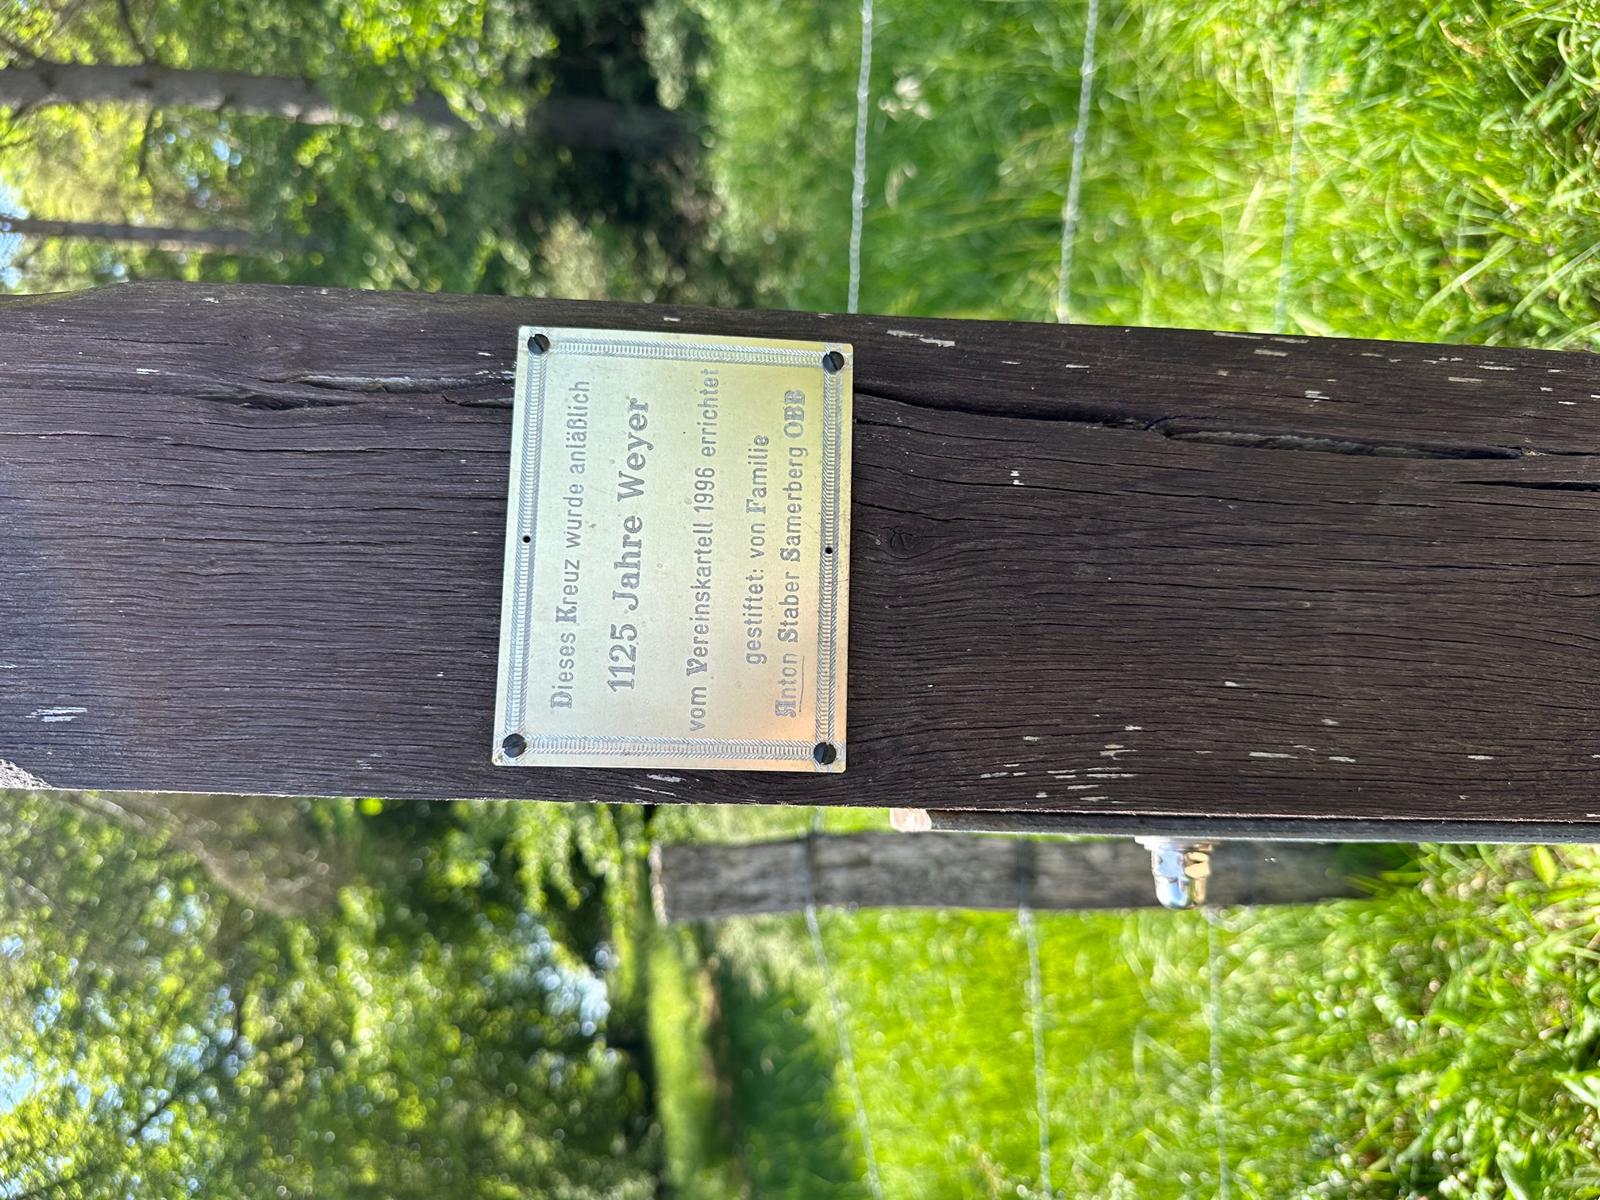 Dieses Kreuz wurde anläßlich
1125 Jahre Weyer
vom Vereinskartell 1996 errichtet
gestiftet: von Familie
Anton Staber Samerberg OBB